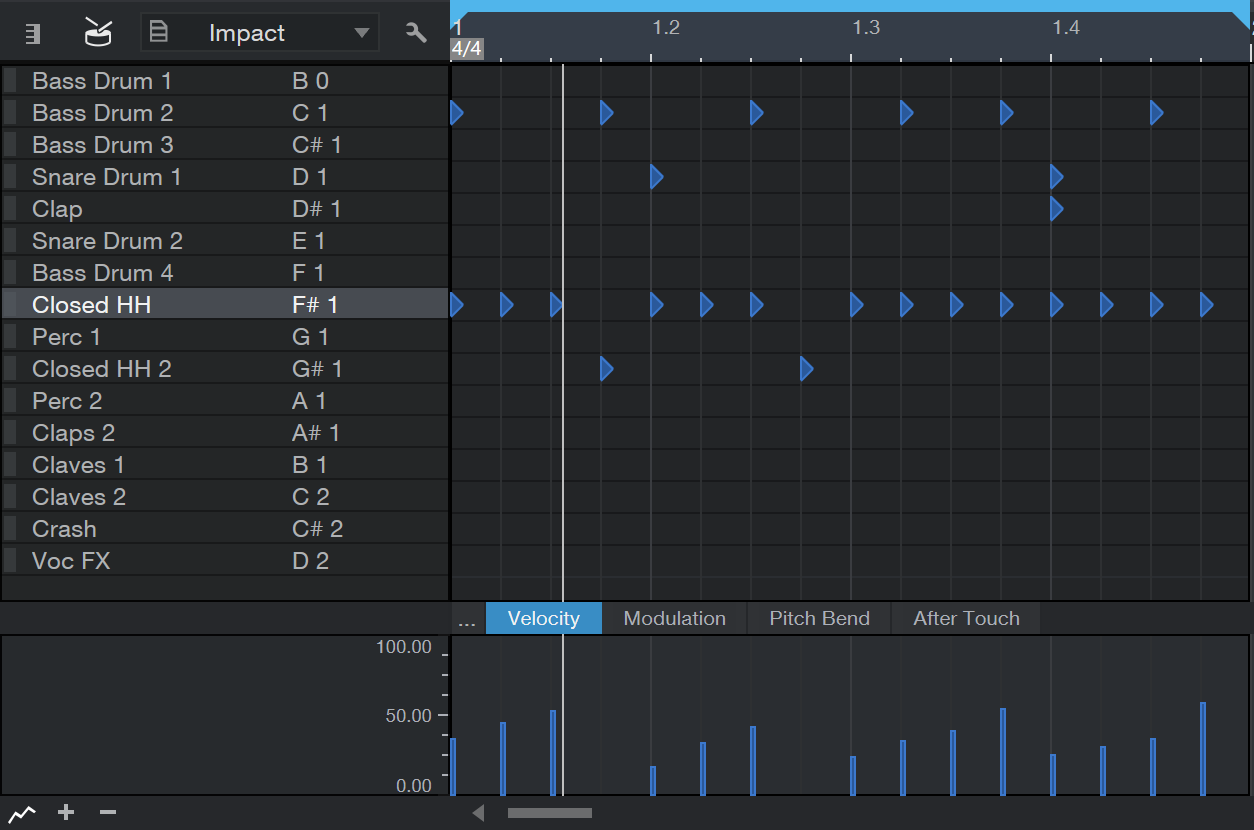 Impact
1 1.2 1.3 1.4
4/4
Bass Drum 1 B 0
Bass Drum 2 C 1
Bass Drum 3 C# 1
Snare Drum 1 D 1
Clap D# 1
Snare Drum 2 E 1
Bass Drum 4 F 1
Closed HH F# 1
Perc 1 G 1
Closed HH 2 G# 1
Perc 2 A 1
Claps 2 A# 1
Claves 1 B 1
Claves 2 C 2
Crash C# 2
Voc FX D 2
... Velocity Modulation Pitch Bend After Touch
100.00
50.00
0.00